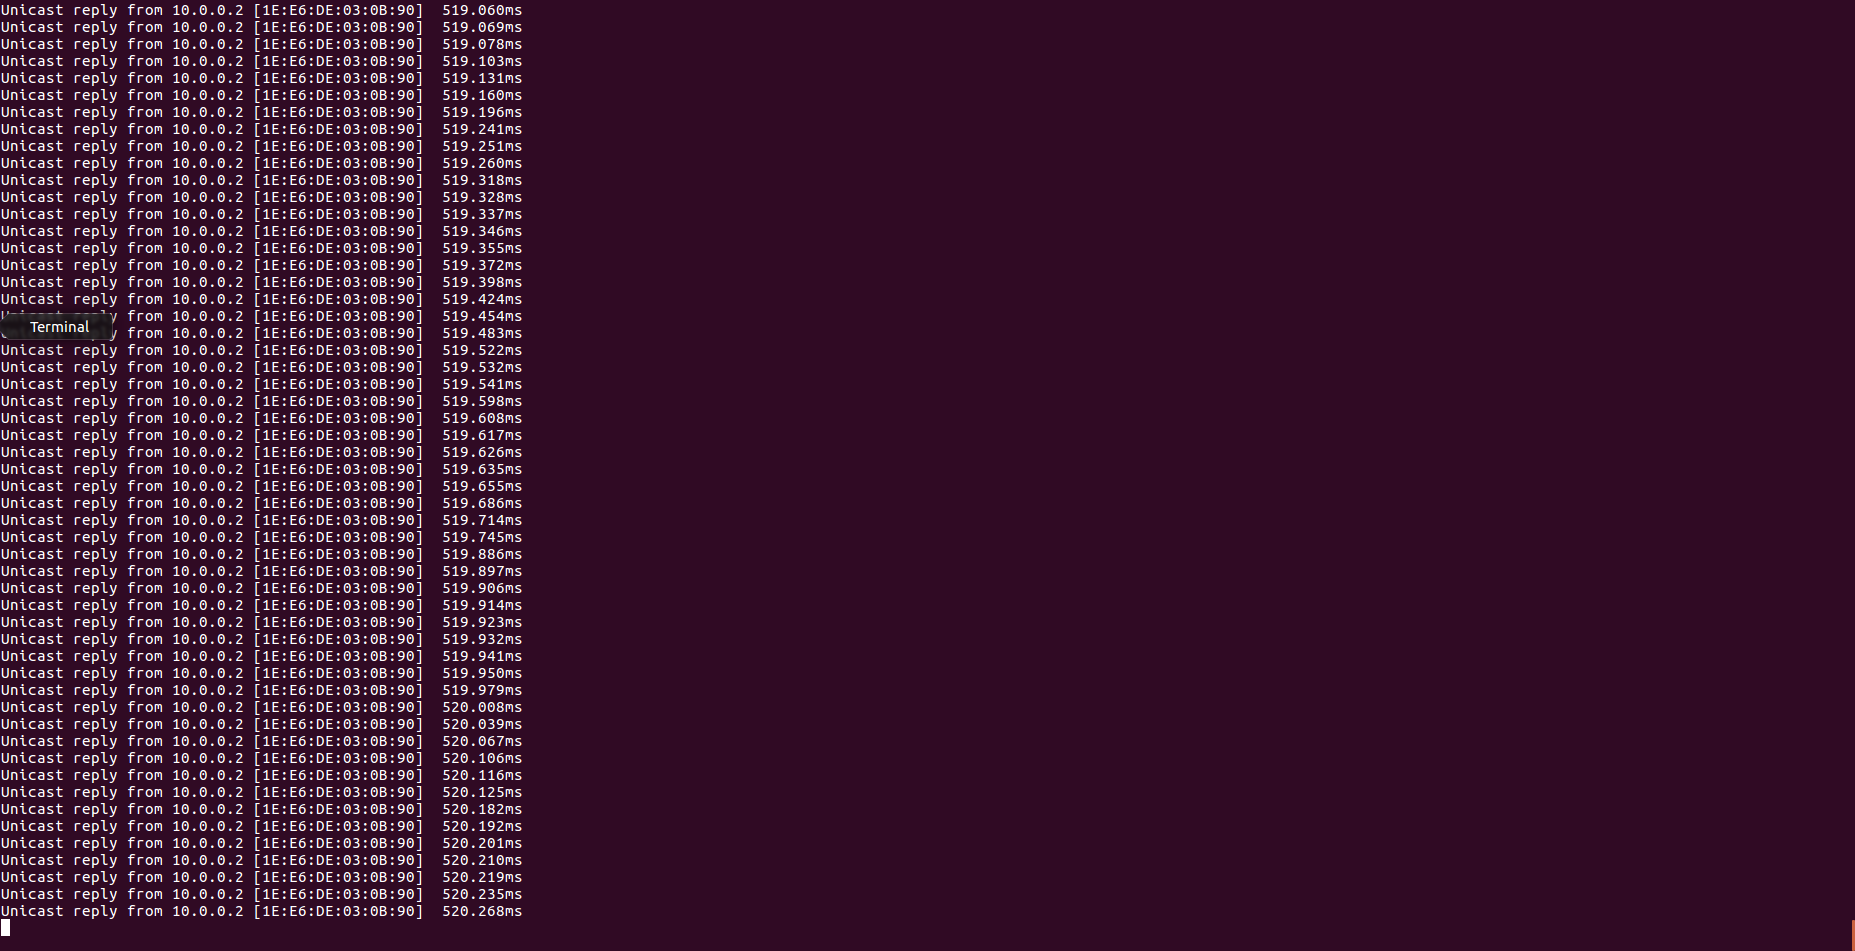 Unicast reply from 10.0.0.2 [1E:E6:DE:03:0B:90]  519.060ms
Unicast reply from 10.0.0.2 [1E:E6:DE:03:0B:90]  519.069ms
Unicast reply from 10.0.0.2 [1E:E6:DE:03:0B:90]  519.078ms
Unicast reply from 10.0.0.2 [1E:E6:DE:03:0B:90]  519.103ms
Unicast reply from 10.0.0.2 [1E:E6:DE:03:0B:90]  519.131ms
Unicast reply from 10.0.0.2 [1E:E6:DE:03:0B:90]  519.160ms
Unicast reply from 10.0.0.2 [1E:E6:DE:03:0B:90]  519.196ms
Unicast reply from 10.0.0.2 [1E:E6:DE:03:0B:90]  519.241ms
Unicast reply from 10.0.0.2 [1E:E6:DE:03:0B:90]  519.251ms
Unicast reply from 10.0.0.2 [1E:E6:DE:03:0B:90]  519.260ms
Unicast reply from 10.0.0.2 [1E:E6:DE:03:0B:90]  519.318ms
Unicast reply from 10.0.0.2 [1E:E6:DE:03:0B:90]  519.328ms
Unicast reply from 10.0.0.2 [1E:E6:DE:03:0B:90]  519.337ms
Unicast reply from 10.0.0.2 [1E:E6:DE:03:0B:90]  519.346ms
Unicast reply from 10.0.0.2 [1E:E6:DE:03:0B:90]  519.355ms
Unicast reply from 10.0.0.2 [1E:E6:DE:03:0B:90]  519.372ms
Unicast reply from 10.0.0.2 [1E:E6:DE:03:0B:90]  519.398ms
Unicast reply from 10.0.0.2 [1E:E6:DE:03:0B:90]  519.424ms
Unicast reply from 10.0.0.2 [1E:E6:DE:03:0B:90]  519.454ms
Terminal
from 10.0.0.2 [1E:E6:DE:03:0B:90]  519.483ms
Unicast reply from 10.0.0.2 [1E:E6:DE:03:0B:90]  519.522ms
Unicast reply from 10.0.0.2 [1E:E6:DE:03:0B:90]  519.532ms
Unicast reply from 10.0.0.2 [1E:E6:DE:03:0B:90]  519.541ms
Unicast reply from 10.0.0.2 [1E:E6:DE:03:0B:90]  519.598ms
Unicast reply from 10.0.0.2 [1E:E6:DE:03:0B:90]  519.608ms
Unicast reply from 10.0.0.2 [1E:E6:DE:03:0B:90]  519.617ms
Unicast reply from 10.0.0.2 [1E:E6:DE:03:0B:90]  519.626ms
Unicast reply from 10.0.0.2 [1E:E6:DE:03:0B:90]  519.635ms
Unicast reply from 10.0.0.2 [1E:E6:DE:03:0B:90]  519.655ms
Unicast reply from 10.0.0.2 [1E:E6:DE:03:0B:90]  519.686ms
Unicast reply from 10.0.0.2 [1E:E6:DE:03:0B:90]  519.714ms
Unicast reply from 10.0.0.2 [1E:E6:DE:03:0B:90]  519.745ms
Unicast reply from 10.0.0.2 [1E:E6:DE:03:0B:90]  519.886ms
Unicast reply from 10.0.0.2 [1E:E6:DE:03:0B:90]  519.897ms
Unicast reply from 10.0.0.2 [1E:E6:DE:03:0B:90]  519.906ms
Unicast reply from 10.0.0.2 [1E:E6:DE:03:0B:90]  519.914ms
Unicast reply from 10.0.0.2 [1E:E6:DE:03:0B:90]  519.923ms
Unicast reply from 10.0.0.2 [1E:E6:DE:03:0B:90]  519.932ms
Unicast reply from 10.0.0.2 [1E:E6:DE:03:0B:90]  519.941ms
Unicast reply from 10.0.0.2 [1E:E6:DE:03:0B:90]  519.950ms
Unicast reply from 10.0.0.2 [1E:E6:DE:03:0B:90]  519.979ms
Unicast reply from 10.0.0.2 [1E:E6:DE:03:0B:90]  520.008ms
Unicast reply from 10.0.0.2 [1E:E6:DE:03:0B:90]  520.039ms
Unicast reply from 10.0.0.2 [1E:E6:DE:03:0B:90]  520.067ms
Unicast reply from 10.0.0.2 [1E:E6:DE:03:0B:90]  520.106ms
Unicast reply from 10.0.0.2 [1E:E6:DE:03:0B:90]  520.116ms
Unicast reply from 10.0.0.2 [1E:E6:DE:03:0B:90]  520.125ms
Unicast reply from 10.0.0.2 [1E:E6:DE:03:0B:90]  520.182ms
Unicast reply from 10.0.0.2 [1E:E6:DE:03:0B:90]  520.192ms
Unicast reply from 10.0.0.2 [1E:E6:DE:03:0B:90]  520.201ms
Unicast reply from 10.0.0.2 [1E:E6:DE:03:0B:90]  520.210ms
Unicast reply from 10.0.0.2 [1E:E6:DE:03:0B:90]  520.219ms
Unicast reply from 10.0.0.2 [1E:E6:DE:03:0B:90]  520.235ms
Unicast reply from 10.0.0.2 [1E:E6:DE:03:0B:90]  520.268ms